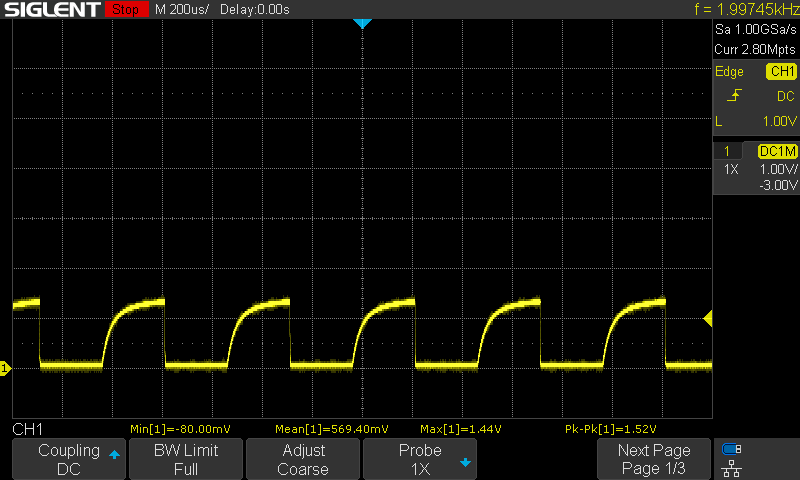 SIGLENT Stop M 200us/ Delay:0.00s f = 1.99745kHz
Sa 1.00GSa/s
Curr 2.80Mpts
Edge CH1
DC
L 1.00V
1 DC1M
1X 1.00V/
-3.00V
1
CH1 Min[1]=-80.00mV Mean[1]=569.40mV Max[1]=1.44V Pk-Pk[1]=1.52V
Coupling BW Limit Adjust Probe Next Page
DC Full Coarse 1X Page 1/3